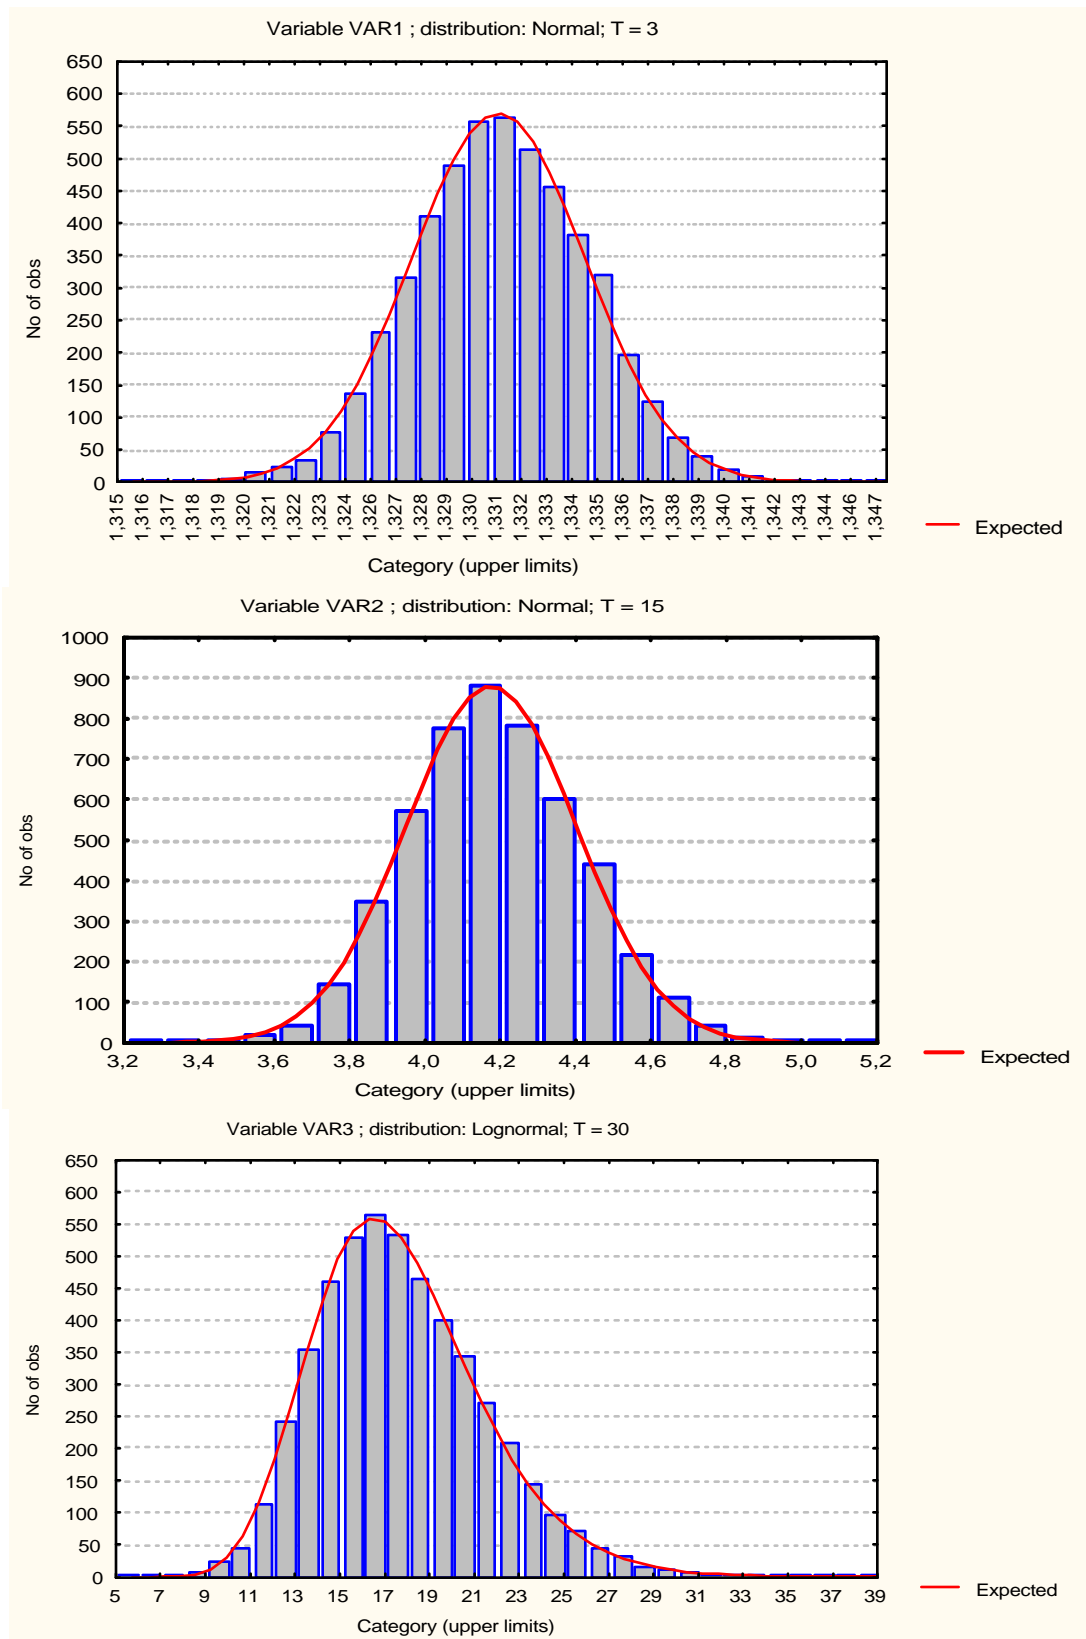 Variable VAR1 ; distribution: Normal; T = 3
650
600
550
500
450
400
350
300
250
200
150
100
50
0
No of obs
1,315 1,316 1,317 1,318 1,319 1,320 1,321 1,322 1,323 1,324 1,326 1,327 1,328 1,329 1,330 1,331 1,332 1,333 1,334 1,335 1,336 1,337 1,338 1,339 1,340 1,341 1,342 1,343 1,344 1,346 1,347
Expected
Category (upper limits)
Variable VAR2 ; distribution: Normal; T = 15
1000
900
800
700
600
500
400
300
200
100
0
No of obs
3,2 3,4 3,6 3,8 4,0 4,2 4,4 4,6 4,8 5,0 5,2
Expected
Category (upper limits)
Variable VAR3 ; distribution: Lognormal; T = 30
650
600
550
500
450
400
350
300
250
200
150
100
50
0
No of obs
5 7 9 11 13 15 17 19 21 23 25 27 29 31 33 35 37 39
Expected
Category (upper limits)